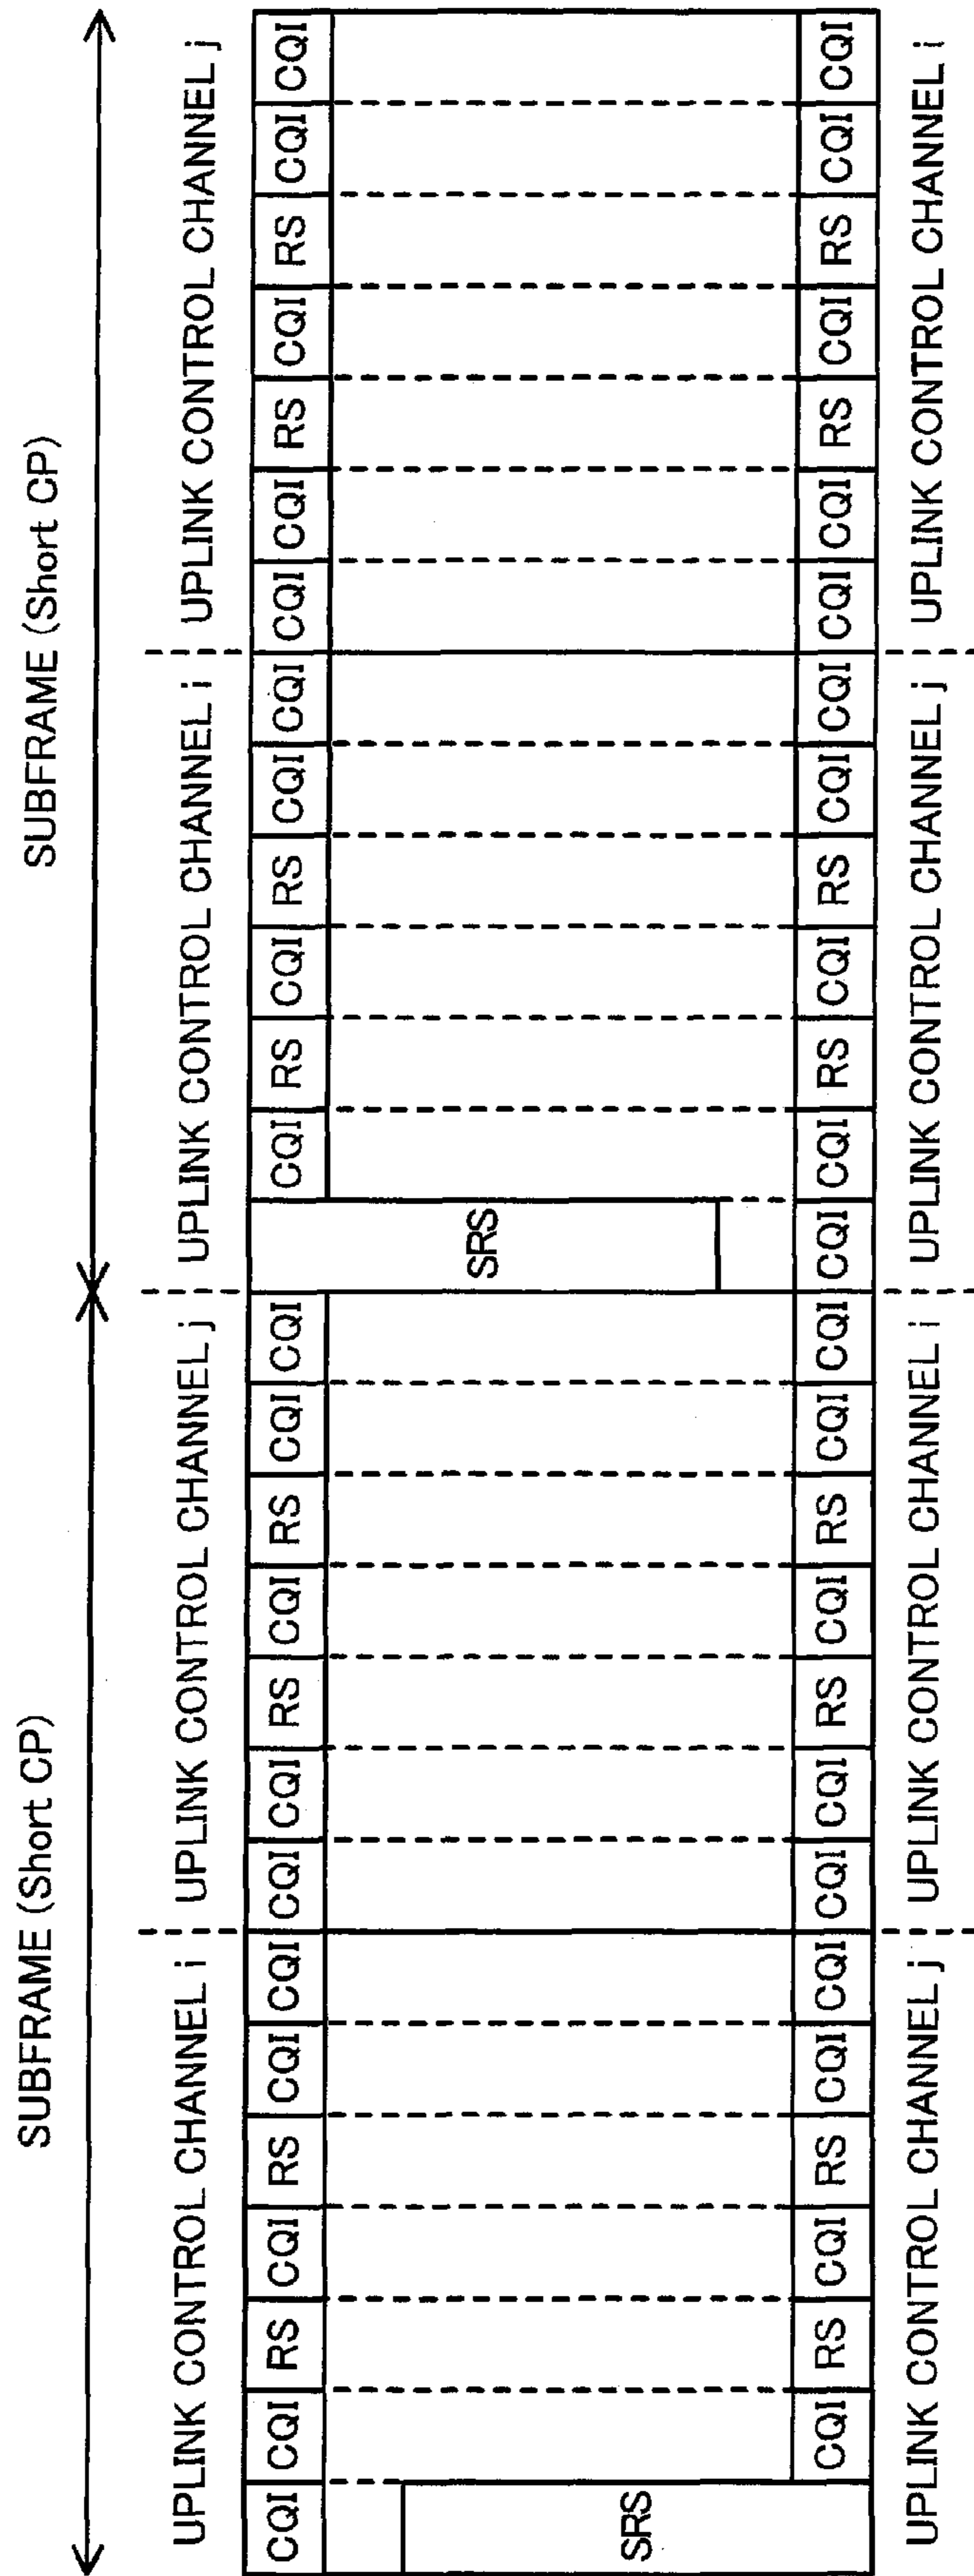 SUBFRAME (Short CP) SUBFRAME (Short CP)
UPLINK CONTROL CHANNEL i UPLINK CONTROL CHANNEL j UPLINK CONTROL CHANNEL i UPLINK CONTROL CHANNEL j
CQI CQI RS CQI RS CQI CQI CQI CQI RS CQI RS CQI CQI CQI RS CQI RS CQI CQI CQI CQI RS CQI RS CQI CQI
SRS
SRS
CQI RS CQI RS CQI CQI CQI CQI RS CQI RS CQI CQI CQI CQI RS CQI RS CQI CQI CQI CQI RS CQI RS CQI CQI
UPLINK CONTROL CHANNEL j UPLINK CONTROL CHANNEL i UPLINK CONTROL CHANNEL j UPLINK CONTROL CHANNEL i